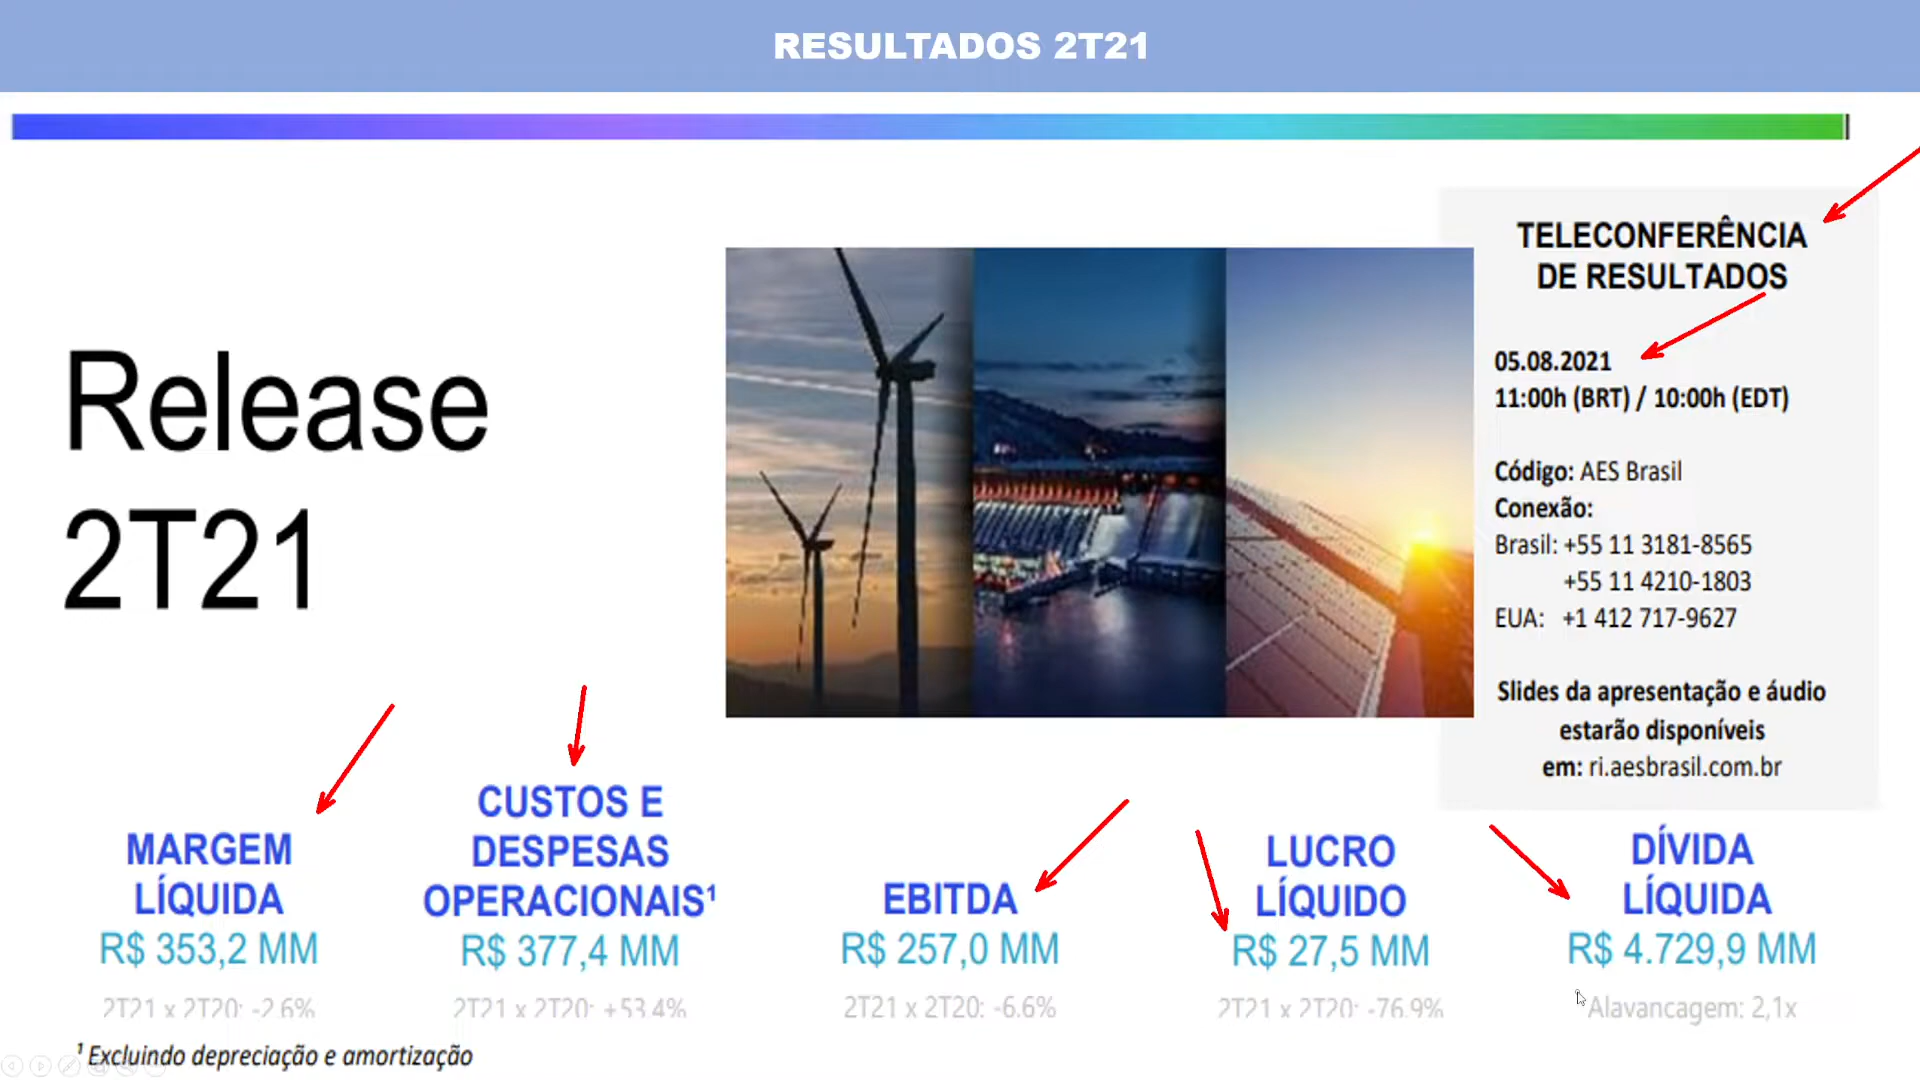 RESULTADOS 2T21
Release
2T21
TELECONFERÊNCIA
DE RESULTADOS
05.08.2021
11:00h (BRT) / 10:00h (EDT)
Código: AES Brasil
Conexão:
Brasil: +55 11 3181-8565
+55 11 4210-1803
EUA: +1 412 717-9627
Slides da apresentação e áudio
estarão disponíveis
em: ri.aesbrasil.com.br
MARGEM
LÍQUIDA
R$ 353,2 MM
2T21 x 2T20: -2.6%
CUSTOS E
DESPESAS
OPERACIONAIS¹
R$ 377,4 MM
2T21 x 2T20: +53,4%
EBITDA
R$ 257,0 MM
2T21 x 2T20: -6.6%
LUCRO
LÍQUIDO
R$ 27,5 MM
2T21 x 2T20: -76,9%
DÍVIDA
LÍQUIDA
R$ 4.729,9 MM
Alavancagem: 2,1x
¹ Excluindo depreciação e amortização